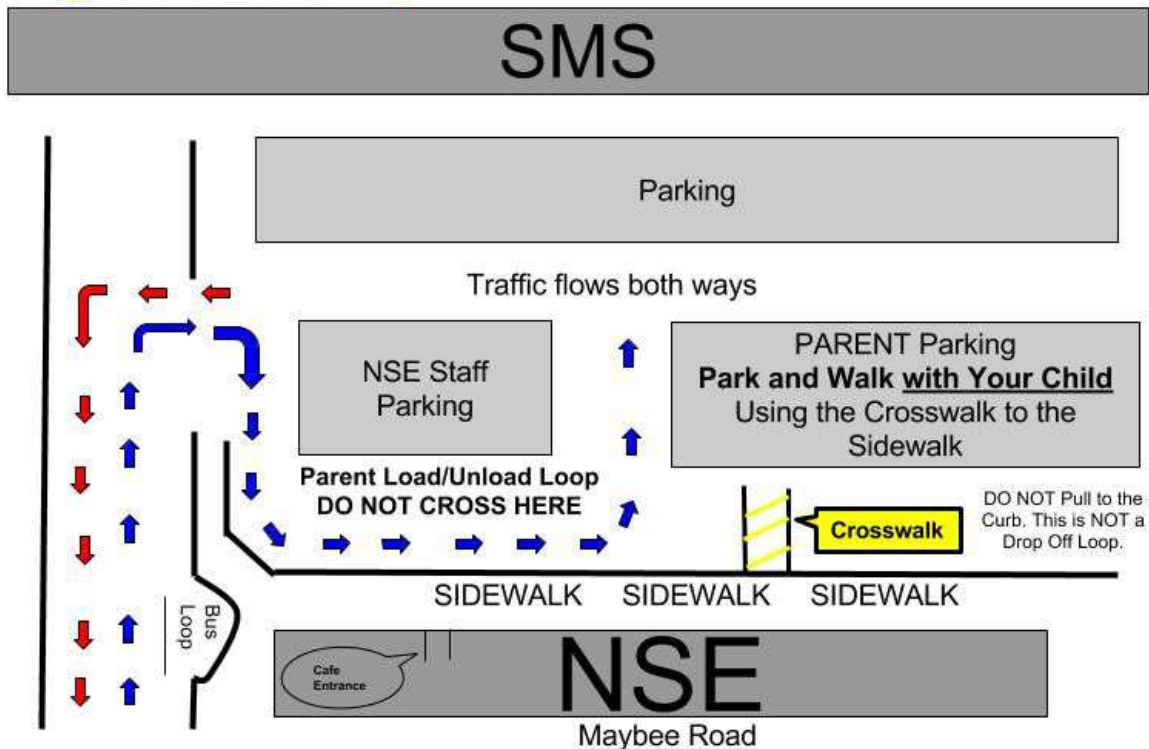 SMS
Parking
Traffic flows both ways
NSE Staff
Parking
PARENT Parking
Park and Walk with Your Child
Using the Crosswalk to the
Sidewalk
Parent Load/Unload Loop
DO NOT CROSS HERE
Crosswalk
DO NOT Pull to the
Curb. This is NOT a
Drop Off Loop.
SIDEWALK SIDEWALK SIDEWALK
Bus
Loop
Cafe
Entrance
NSE
Maybee Road